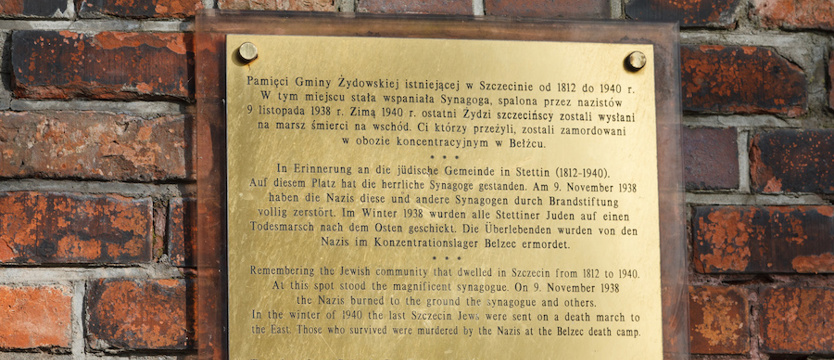 Pamięci Gminy Żydowskiej istniejącej w Szczecinie od 1812 do 1940 r.
W tym miejscu stała wspaniała Synagoga, spalona przez nazistów
9 listopada 1938 r. Zimą 1940 r. ostatni Żydzi szczecińscy zostali wysłani
na marsz śmierci na wschód. Ci którzy przeżyli, zostali zamordowani
w obozie koncentracyjnym w Bełżcu.
* * *
In Erinnerung an die jüdische Gemeinde in Stettin (1812-1940).
Auf diesem Platz hat die herrliche Synagoge gestanden. Am 9. November 1938
haben die Nazis diese und andere Synagogen durch Brandstiftung
vollig zerstört. Im Winter 1938 wurden alle Stettiner Juden auf einen
Todesmarsch nach dem Osten geschickt. Die Überlebenden wurden von den
Nazis im Konzentrationslager Belzec ermordet.
* * *
Remembering the Jewish community that dwelled in Szczecin from 1812 to 1940.
At this spot stood the magnificent synagogue. On 9. November 1938
the Nazis burned to the ground the synagogue and others.
In the winter of 1940 the last Szczecin Jews were sent on a death march to
the East. Those who survived were murdered by the Nazis at the Belzec death camp.